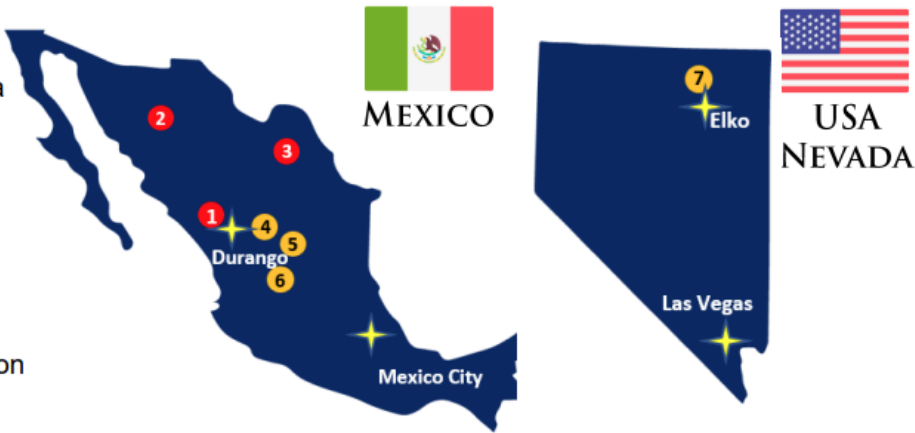 a
on
MEXICO
USA
NEVADA
2
3
1
4
5
6
Durango
Mexico City
7
Elko
Las Vegas